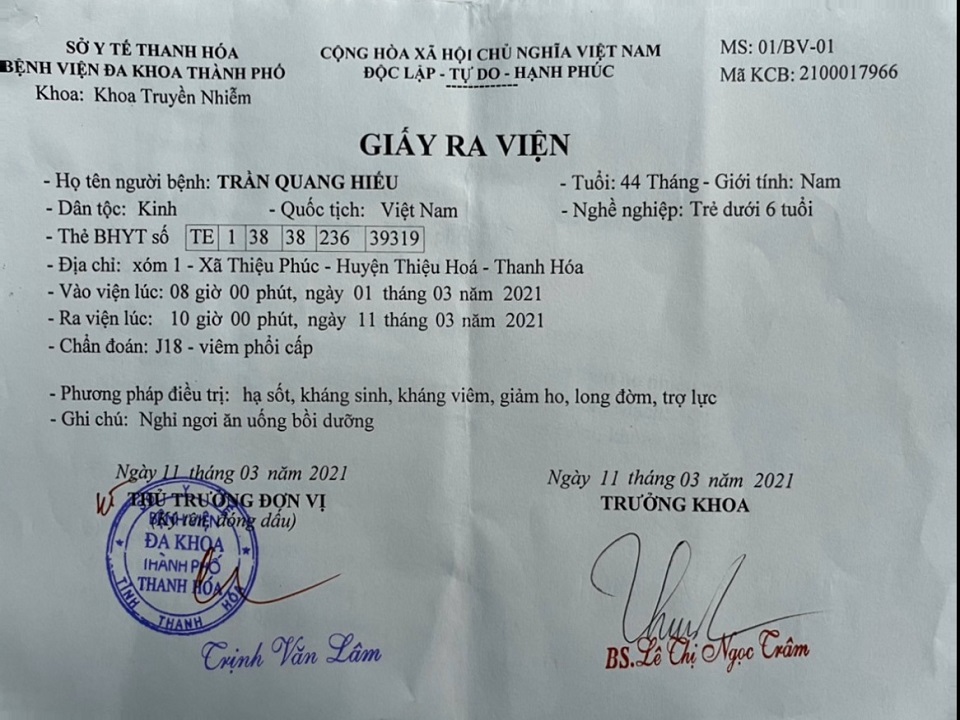 SỞ Y TẾ THANH HÓA
BỆNH VIỆN ĐA KHOA THÀNH PHỐ
Khoa: Khoa Truyền Nhiễm
CỘNG HÒA XÃ HỘI CHỦ NGHĨA VIỆT NAM
ĐỘC LẬP - TỰ DO - HẠNH PHÚC
MS: 01/BV-01
Mã KCB: 2100017966
GIẤY RA VIỆN
- Họ tên người bệnh: TRẦN QUANG HIẾU - Tuổi: 44 Tháng - Giới tính: Nam
- Dân tộc: Kinh - Quốc tịch: Việt Nam - Nghề nghiệp: Trẻ dưới 6 tuổi
- Thẻ BHYT số TE 1 38 38 236 39319
- Địa chỉ: xóm 1 - Xã Thiệu Phúc - Huyện Thiệu Hoá - Thanh Hóa
- Vào viện lúc: 08 giờ 00 phút, ngày 01 tháng 03 năm 2021
- Ra viện lúc: 10 giờ 00 phút, ngày 11 tháng 03 năm 2021
- Chẩn đoán: J18 - viêm phổi cấp
- Phương pháp điều trị: hạ sốt, kháng sinh, kháng viêm, giảm ho, long đờm, trợ lực
- Ghi chú: Nghỉ ngơi ăn uống bồi dưỡng
Ngày 11 tháng 03 năm 2021
THỦ TRƯỞNG ĐƠN VỊ
(Ký tên, đóng dấu)
BỆNH VIỆN
ĐA KHOA
THÀNH PHỐ
THANH HÓA
TỈNH THANH HÓA
Trịnh Văn Lâm
Ngày 11 tháng 03 năm 2021
TRƯỞNG KHOA
BS.Lê Thị Ngọc Trâm